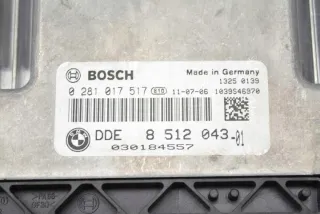 BOSCH
Made in Germany
1325 0139
0 281 017 517 11-07-06 1039S46970
DDE 8 512 043-01
030184557